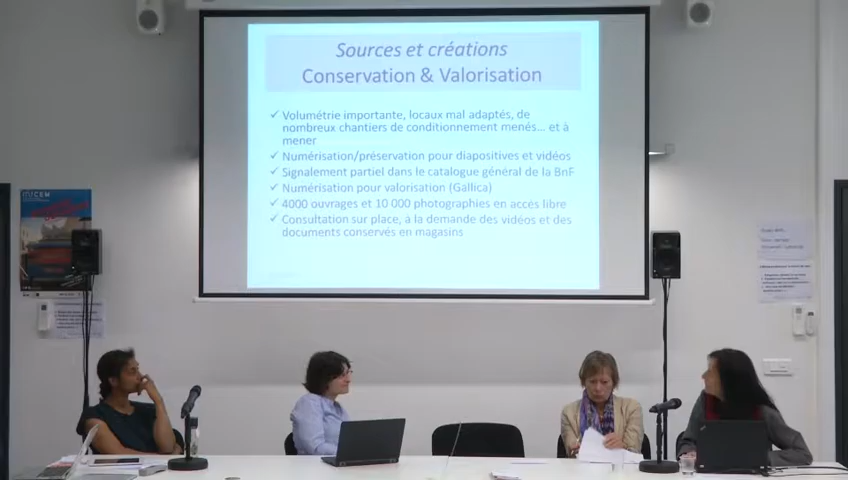 Sources et créations
Conservation & Valorisation
✓ Volumétrie importante, locaux mal adaptés, de
nombreux chantiers de conditionnement menés... et à
mener
✓ Numérisation/préservation pour diapositives et vidéos
✓ Signalement partiel dans le catalogue général de la BnF
✓ Numérisation pour valorisation (Gallica)
✓ 4000 ouvrages et 10 000 photographies en accès libre
✓ Consultation sur place, à la demande des vidéos et des
documents conservés en magasins